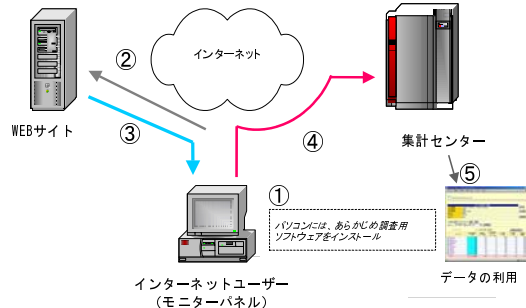 インターネット
②
WEBサイト
③
④
集計センター
⑤
①
パソコンには、あらかじめ調査用
ソフトウェアをインストール
データの利用
インターネットユーザー
(モニターパネル)